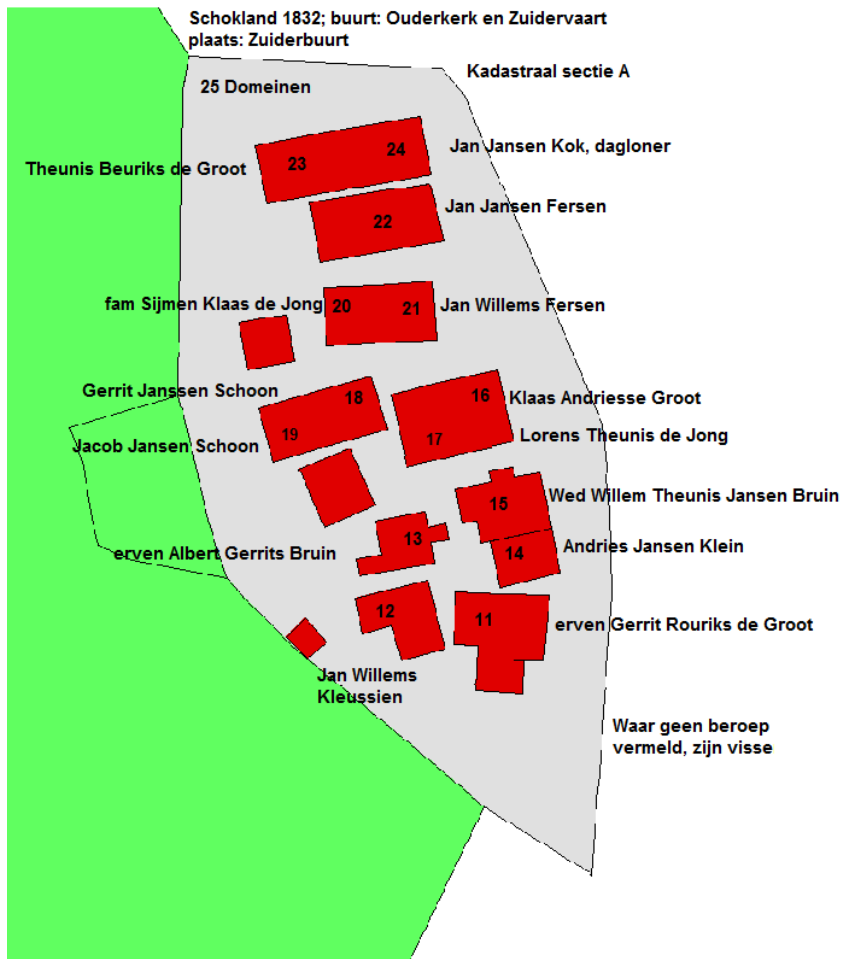 Schokland 1832; buurt: Ouderkerk en Zuidervaart
plaats: Zuiderbuurt
Kadastraal sectie A
25 Domeinen
Theunis Beuriks de Groot
23
24
Jan Jansen Kok, dagloner
22
Jan Jansen Fersen
fam Sijmen Klaas de Jong
20
21
Jan Willems Fersen
Gerrit Janssen Schoon
18
16
Klaas Andriesse Groot
Jacob Jansen Schoon
19
17
Lorens Theunis de Jong
15
Wed Willem Theunis Jansen Bruin
erven Albert Gerrits Bruin
13
14
Andries Jansen Klein
12
11
erven Gerrit Rouriks de Groot
Jan Willems
Kleussien
Waar geen beroep
vermeld, zijn visse